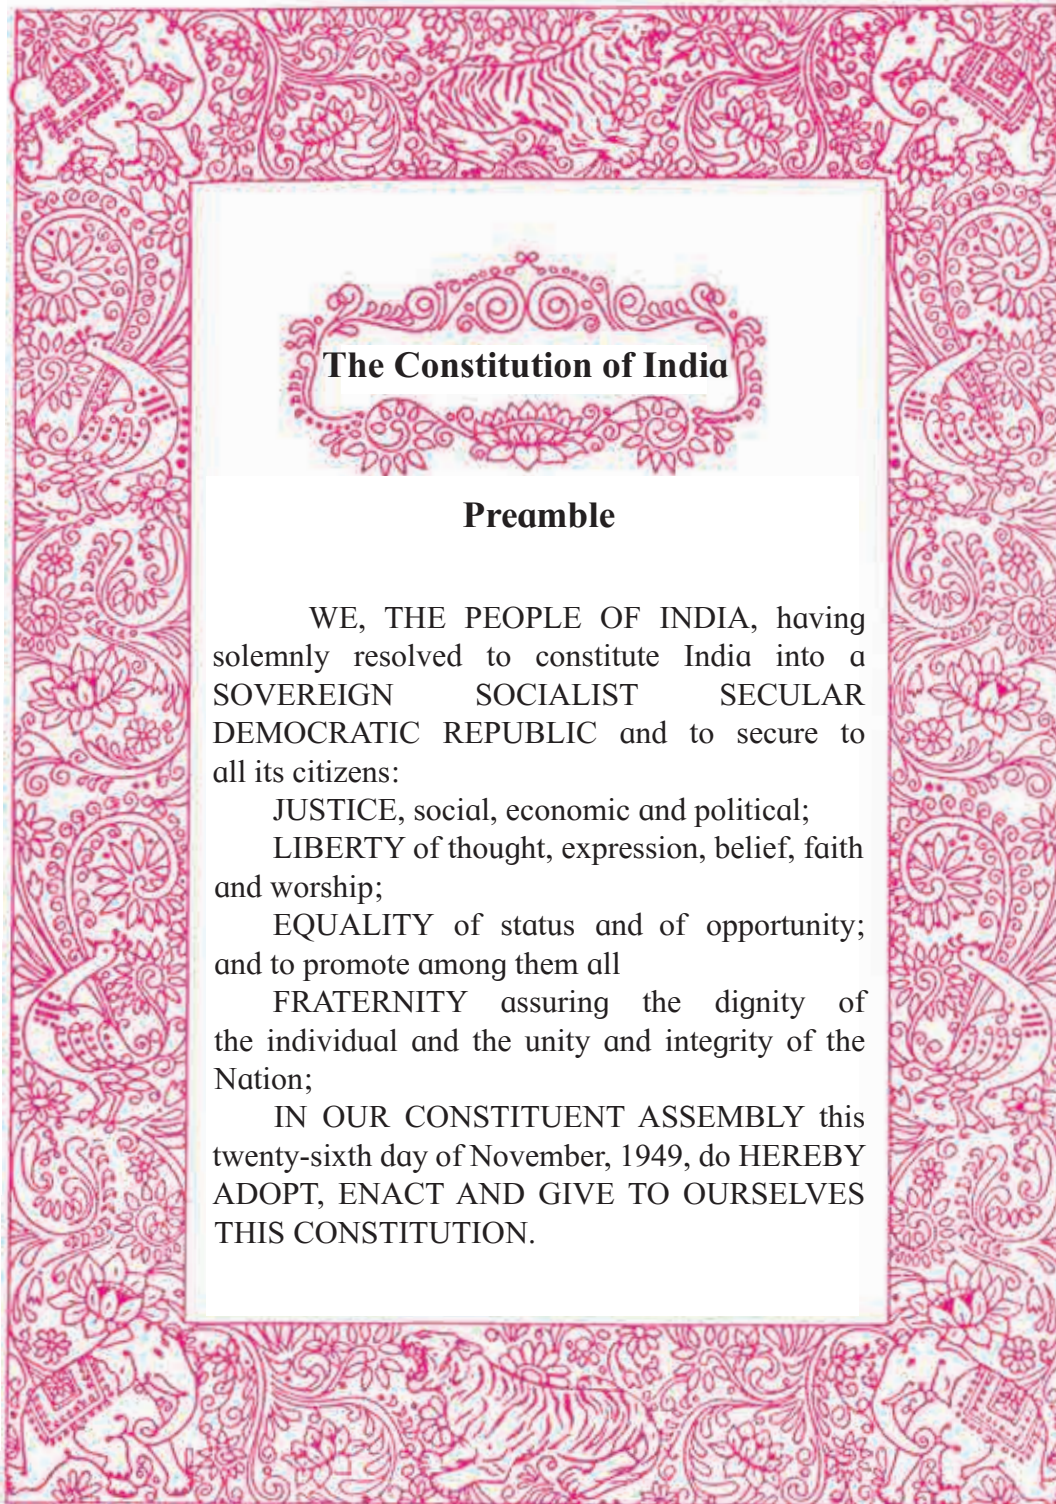 The Constitution of India
Preamble
WE, THE PEOPLE OF INDIA, having
solemnly resolved to constitute India into a
SOVEREIGN SOCIALIST SECULAR
DEMOCRATIC REPUBLIC and to secure to
all its citizens:
JUSTICE, social, economic and political;
LIBERTY of thought, expression, belief, faith
and worship;
EQUALITY of status and of opportunity;
and to promote among them all
FRATERNITY assuring the dignity of
the individual and the unity and integrity of the
Nation;
IN OUR CONSTITUENT ASSEMBLY this
twenty-sixth day of November, 1949, do HEREBY
ADOPT, ENACT AND GIVE TO OURSELVES
THIS CONSTITUTION.